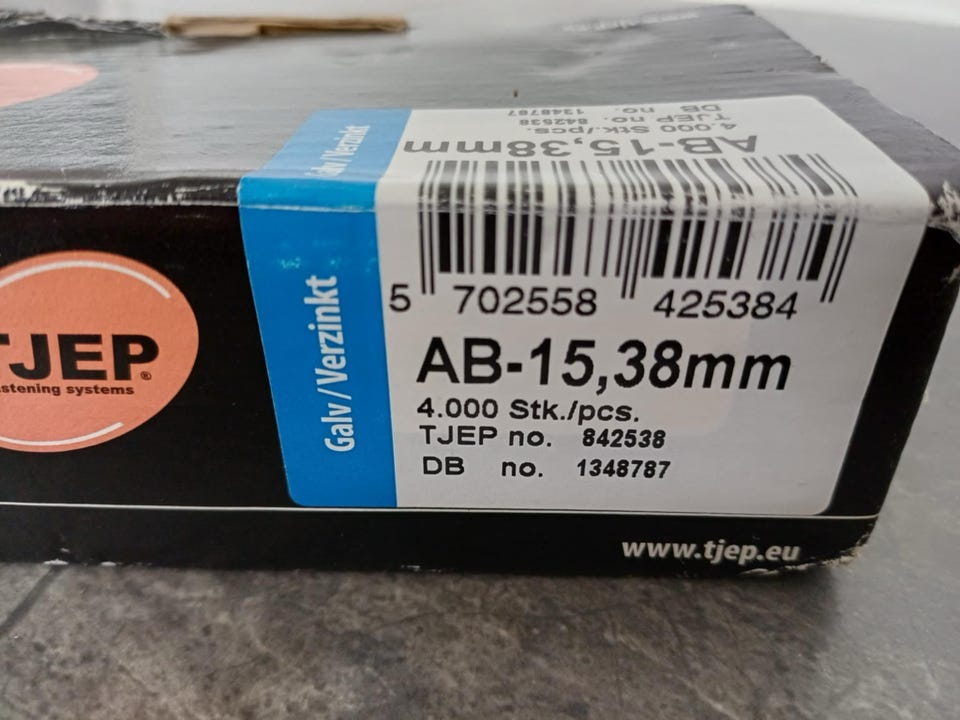 DB no. 1348787
TJEP no. 842538
4.000 Stk./pcs.
AB-15,38mm
Galv/Verzinkt
5 702558 425384
Galv/Verzinkt
AB-15,38mm
4.000 Stk./pcs.
TJEP no. 842538
DB no. 1348787
TJEP®
fastening systems
www.tjep.eu